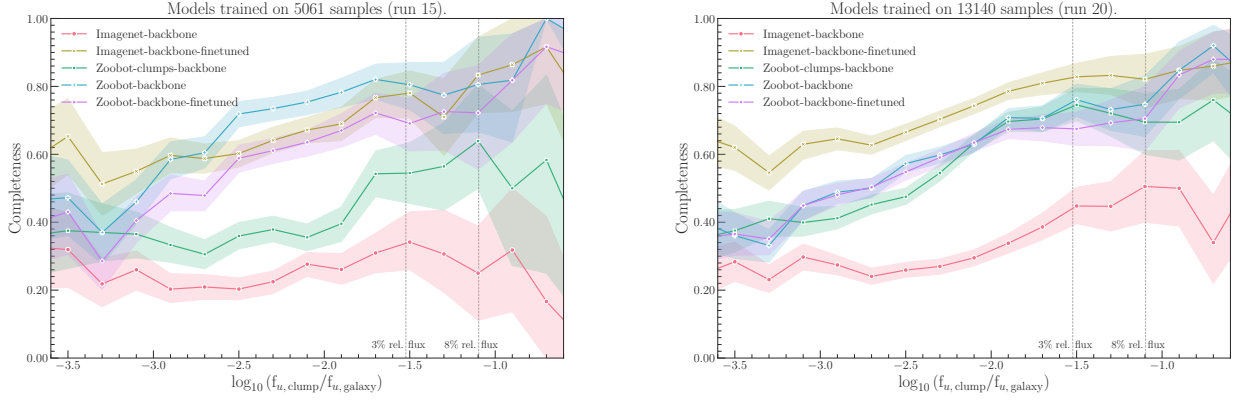 Models trained on 5061 samples (run 15).
1.00
0.80
0.60
0.40
0.20
0.00
Completeness
Imagenet-backbone
Imagenet-backbone-finetuned
Zoobot-clumps-backbone
Zoobot-backbone
Zoobot-backbone-finetuned
3% rel. flux
8% rel. flux
−3.5
−3.0
−2.5
−2.0
−1.5
−1.0
log₁₀ (f_{u,clump}/f_{u,galaxy})
Models trained on 13140 samples (run 20).
1.00
0.80
0.60
0.40
0.20
0.00
Completeness
Imagenet-backbone
Imagenet-backbone-finetuned
Zoobot-clumps-backbone
Zoobot-backbone
Zoobot-backbone-finetuned
3% rel. flux
8% rel. flux
−3.5
−3.0
−2.5
−2.0
−1.5
−1.0
log₁₀ (f_{u,clump}/f_{u,galaxy})